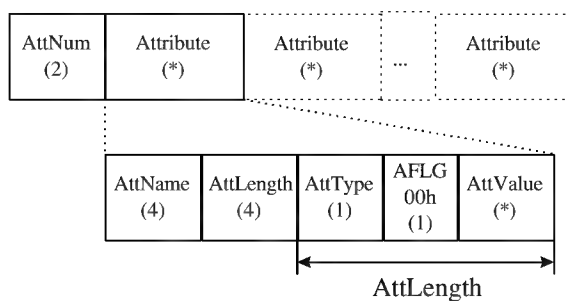 AttNum Attribute Attribute Attribute
(2) (*) (*) ... (*)
AttName AttLength AttType AFLG AttValue
(4) (4) (1) 00h (*)
(1)
AttLength